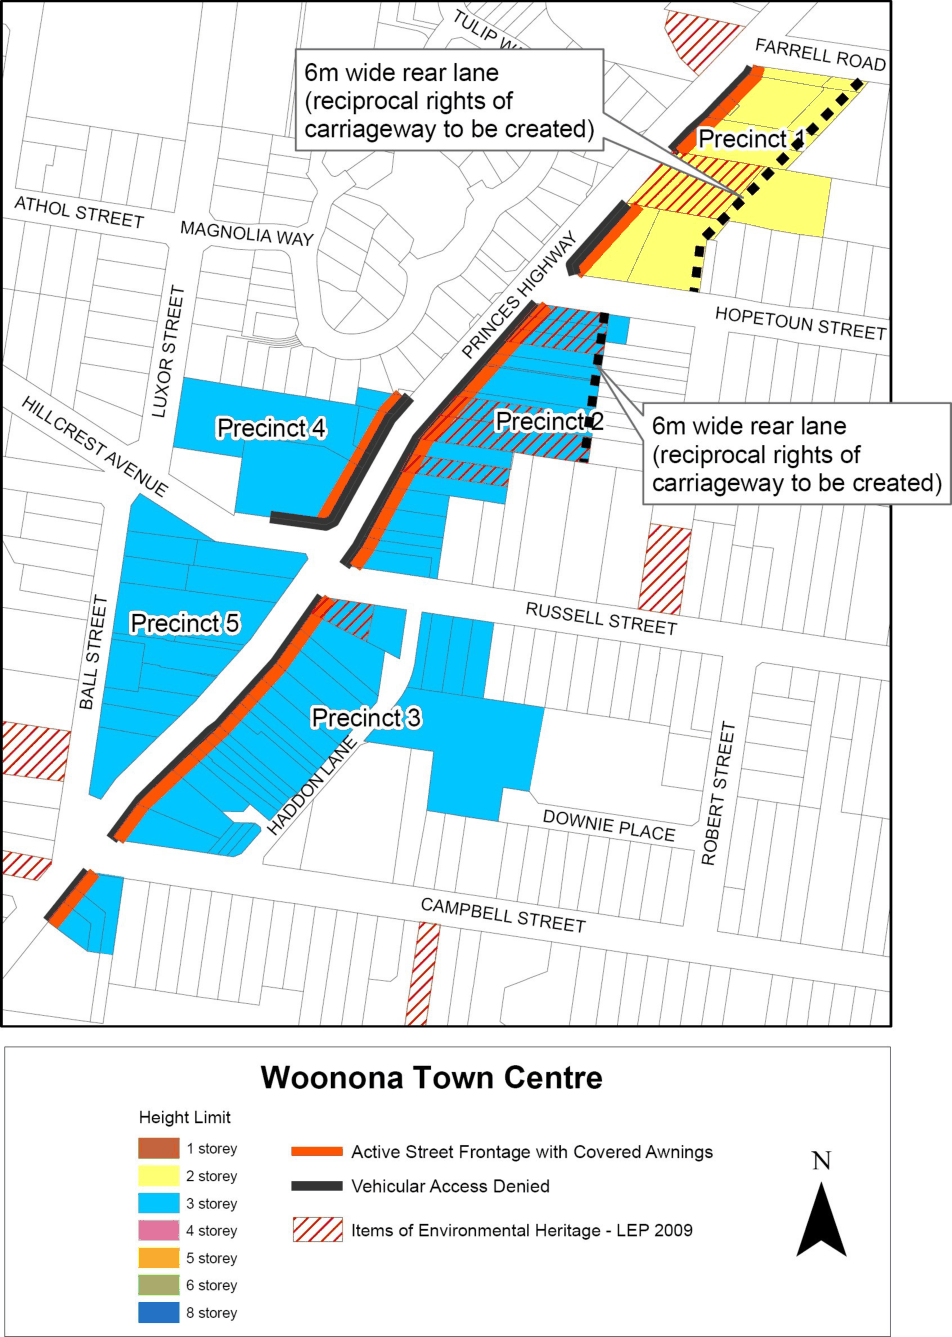 TULIP WA
FARRELL ROAD
6m wide rear lane
(reciprocal rights of
carriageway to be created)
Precinct 1
ATHOL STREET
MAGNOLIA WAY
PRINCES HIGHWAY
LUXOR STREET
HOPETOUN STREET
HILLCREST AVENUE
Precinct 4
Precinct 2
6m wide rear lane
(reciprocal rights of
carriageway to be created)
RUSSELL STREET
Precinct 5
BALL STREET
Precinct 3
HADDON LANE
ROBERT STREET
DOWNIE PLACE
CAMPBELL STREET
Woonona Town Centre
Height Limit
1 storey
2 storey
3 storey
4 storey
5 storey
6 storey
8 storey
Active Street Frontage with Covered Awnings
Vehicular Access Denied
Items of Environmental Heritage - LEP 2009
N